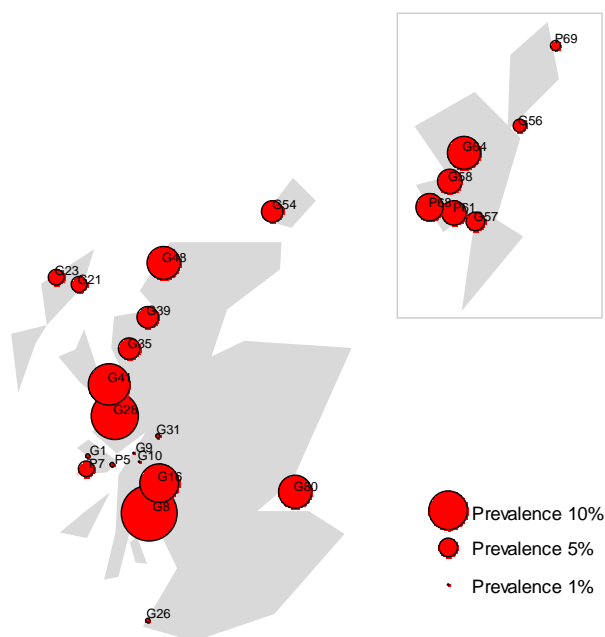 P69
G56
G64
G58
P68
P61
G57
G54
G48
G23
G21
G39
G35
G41
G28
G31
G1
G9
G10
P7
P5
G16
G80
G8
G26
Prevalence 10%
Prevalence 5%
Prevalence 1%